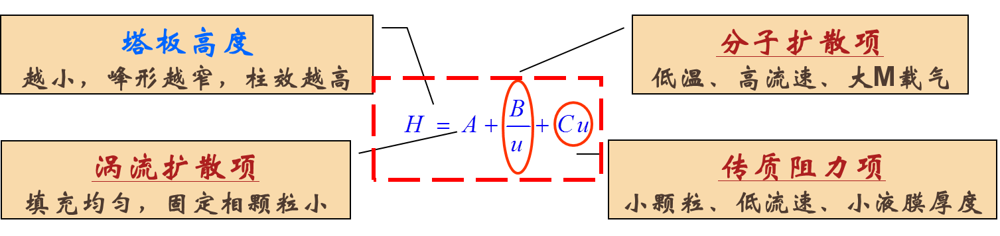 塔板高度
越小，峰形越窄，柱效越高
分子扩散项
低温、高流速、大M载气
H = A + B/u + Cu
涡流扩散项
填充均匀，固定相颗粒小
传质阻力项
小颗粒、低流速、小液膜厚度